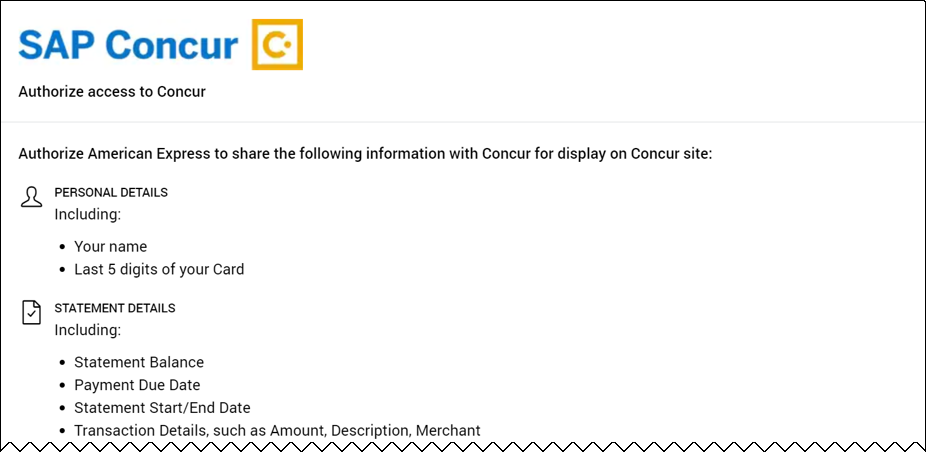 SAP Concur C
Authorize access to Concur
Authorize American Express to share the following information with Concur for display on Concur site:
PERSONAL DETAILS
Including:
• Your name
• Last 5 digits of your Card
STATEMENT DETAILS
Including:
• Statement Balance
• Payment Due Date
• Statement Start/End Date
• Transaction Details, such as Amount, Description, Merchant